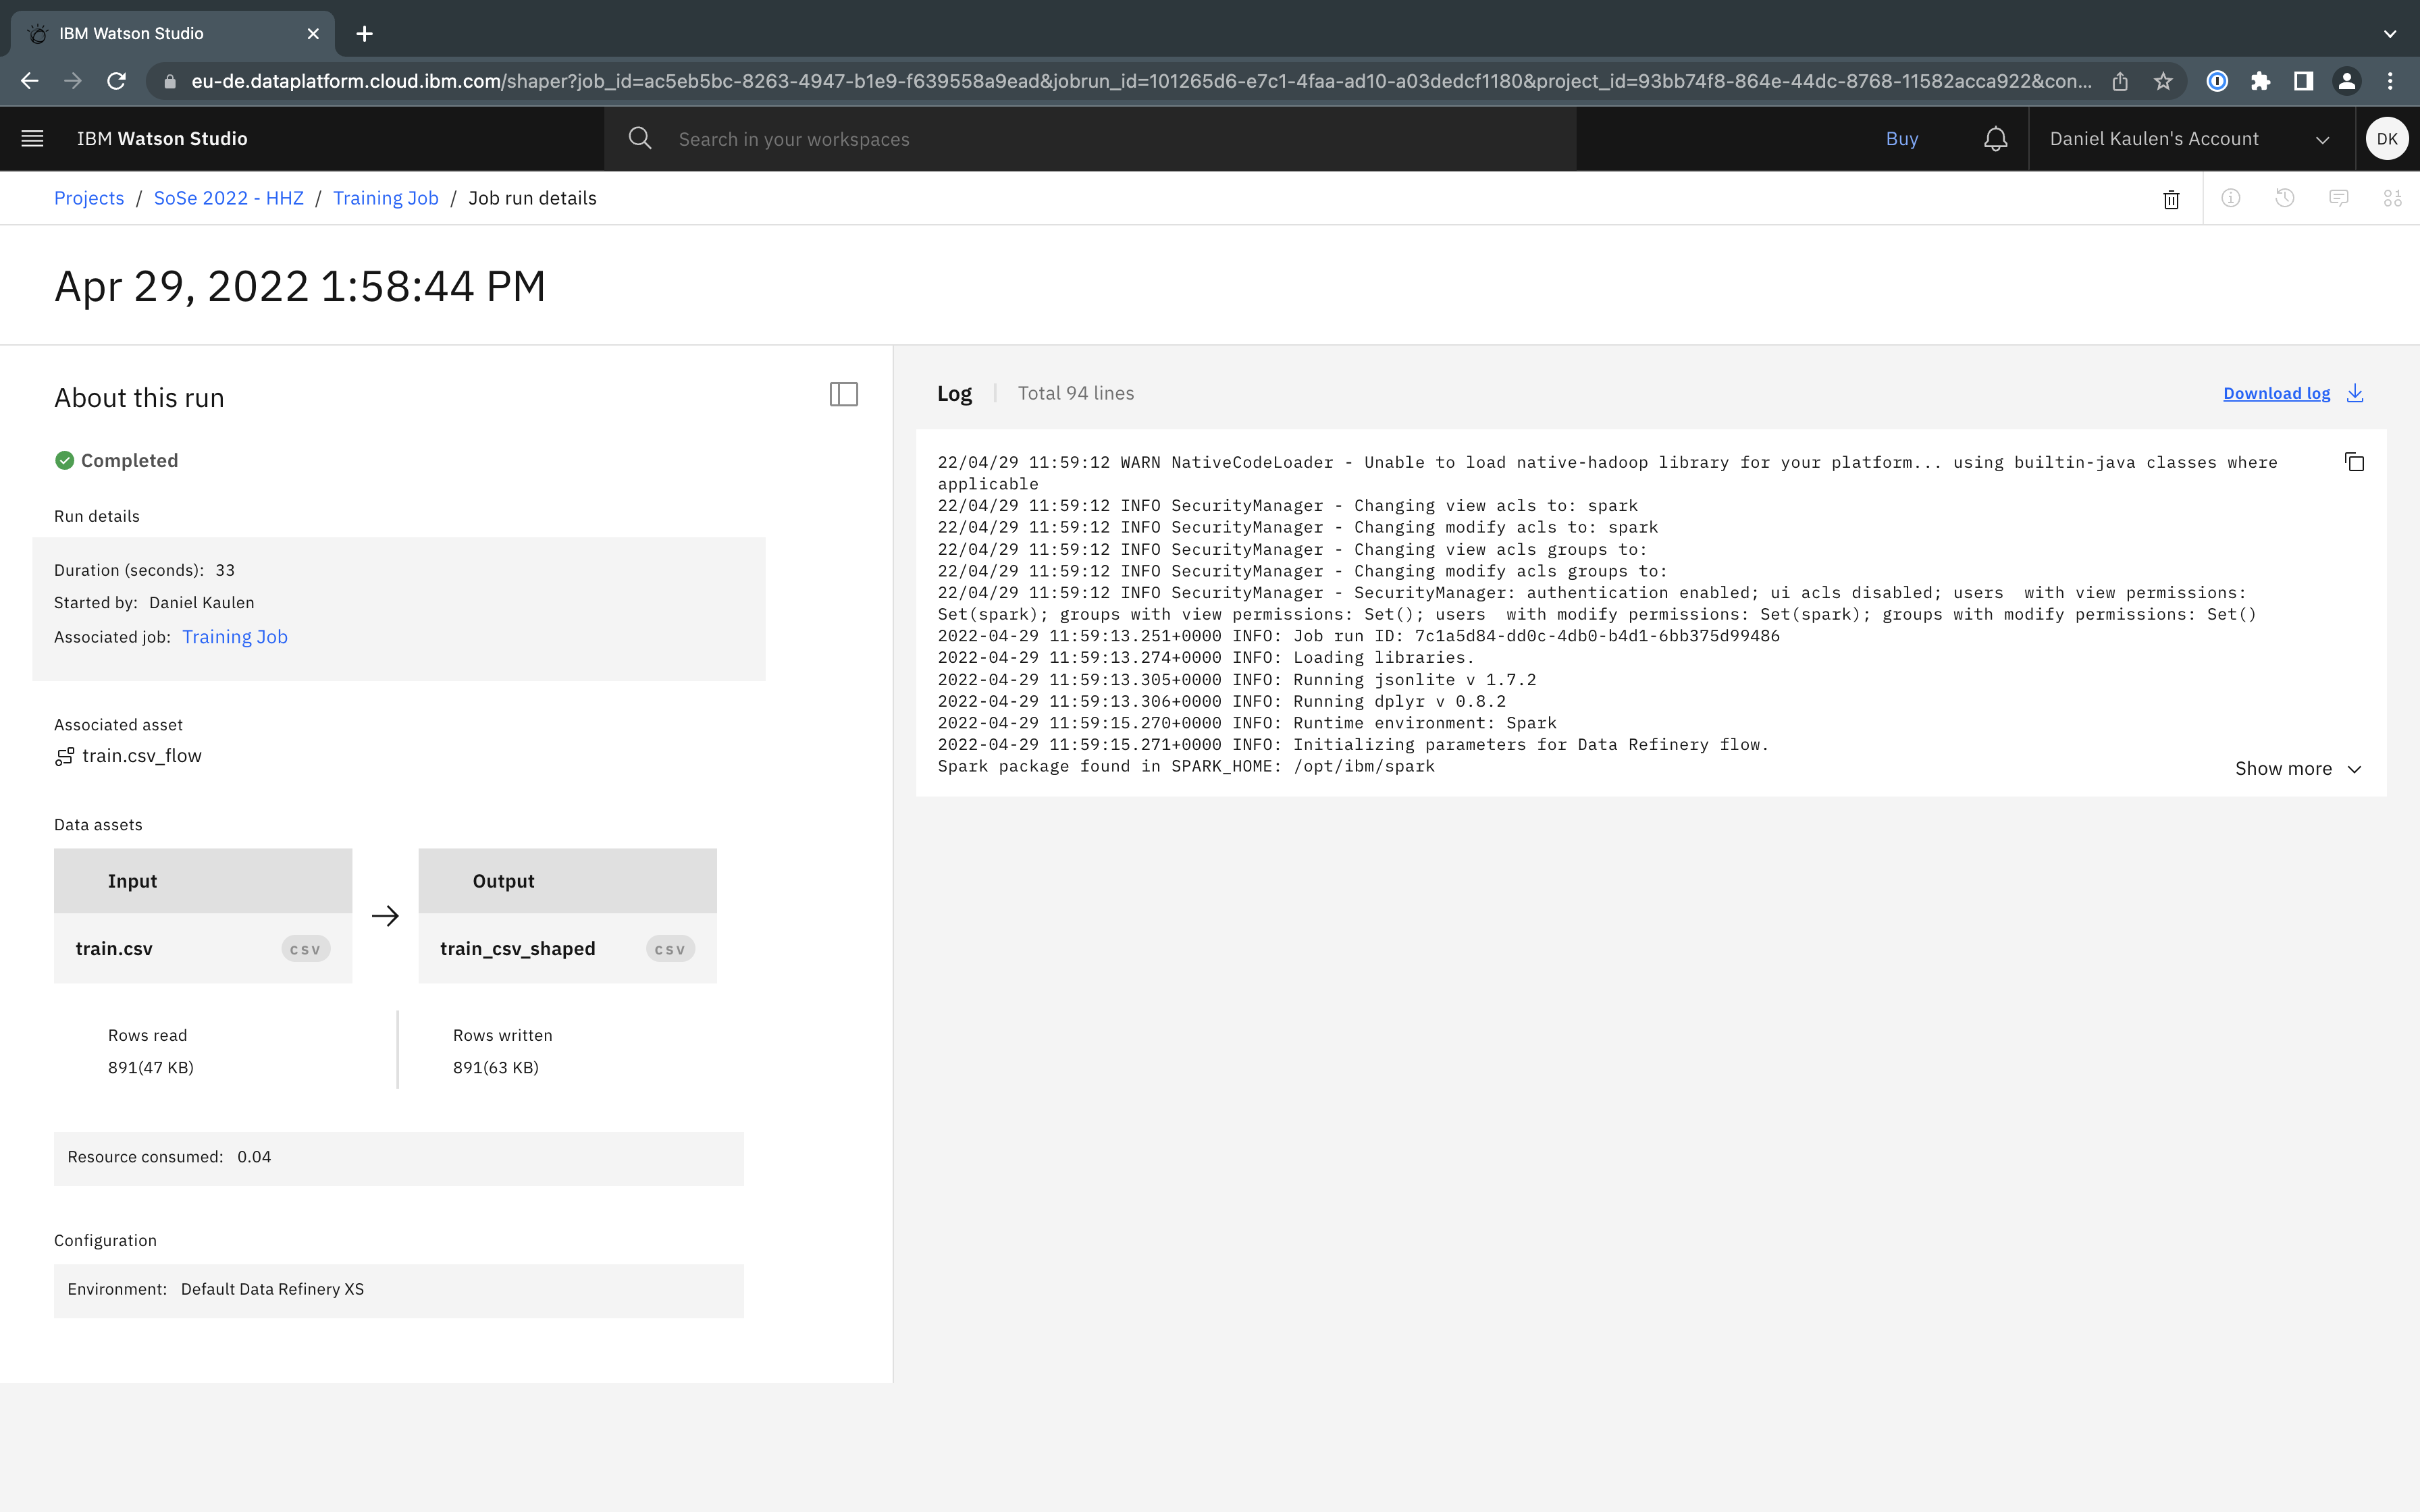 IBM Watson Studio
eu-de.dataplatform.cloud.ibm.com/shaper?job_id=ac5eb5bc-8263-4947-b1e9-f639558a9ead&jobrun_id=101265d6-e7c1-4faa-ad10-a03dedcf1180&project_id=93bb74f8-864e-44dc-8768-11582acca922&con...
IBM Watson Studio
Search in your workspaces
Buy
Daniel Kaulen's Account
DK
Projects / SoSe 2022 - HHZ / Training Job / Job run details
Apr 29, 2022 1:58:44 PM
About this run
Completed
Run details
Duration (seconds): 33
Started by: Daniel Kaulen
Associated job: Training Job
Associated asset
train.csv_flow
Data assets
Input
Output
train.csv
csv
train_csv_shaped
csv
Rows read
Rows written
891(47 KB)
891(63 KB)
Resource consumed: 0.04
Configuration
Environment: Default Data Refinery XS
Log
Total 94 lines
Download log
22/04/29 11:59:12 WARN NativeCodeLoader - Unable to load native-hadoop library for your platform... using builtin-java classes where
applicable
22/04/29 11:59:12 INFO SecurityManager - Changing view acls to: spark
22/04/29 11:59:12 INFO SecurityManager - Changing modify acls to: spark
22/04/29 11:59:12 INFO SecurityManager - Changing view acls groups to:
22/04/29 11:59:12 INFO SecurityManager - Changing modify acls groups to:
22/04/29 11:59:12 INFO SecurityManager - SecurityManager: authentication enabled; ui acls disabled; users  with view permissions:
Set(spark); groups with view permissions: Set(); users  with modify permissions: Set(spark); groups with modify permissions: Set()
2022-04-29 11:59:13.251+0000 INFO: Job run ID: 7c1a5d84-dd0c-4db0-b4d1-6bb375d99486
2022-04-29 11:59:13.274+0000 INFO: Loading libraries.
2022-04-29 11:59:13.305+0000 INFO: Running jsonlite v 1.7.2
2022-04-29 11:59:13.306+0000 INFO: Running dplyr v 0.8.2
2022-04-29 11:59:15.270+0000 INFO: Runtime environment: Spark
2022-04-29 11:59:15.271+0000 INFO: Initializing parameters for Data Refinery flow.
Spark package found in SPARK_HOME: /opt/ibm/spark
Show more